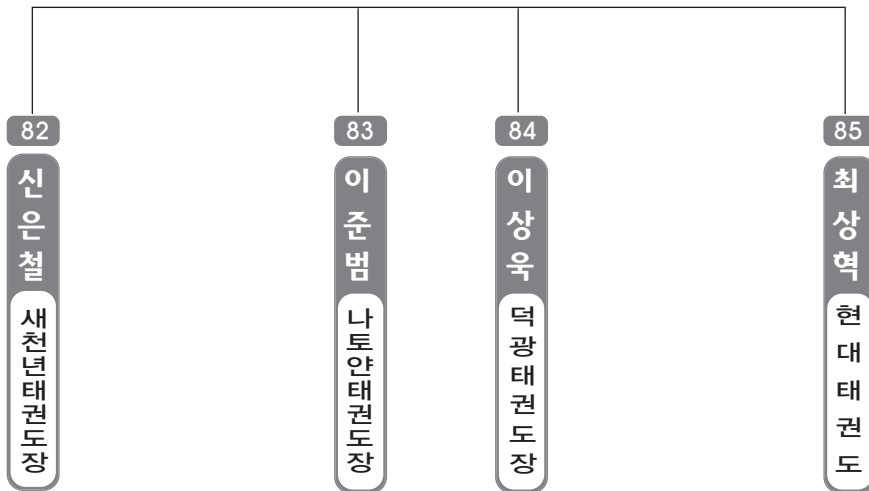 82
신은철
새천년태권도장
83
이준범
나토얀태권도장
84
이상욱
덕광태권도장
85
최상혁
현대태권도